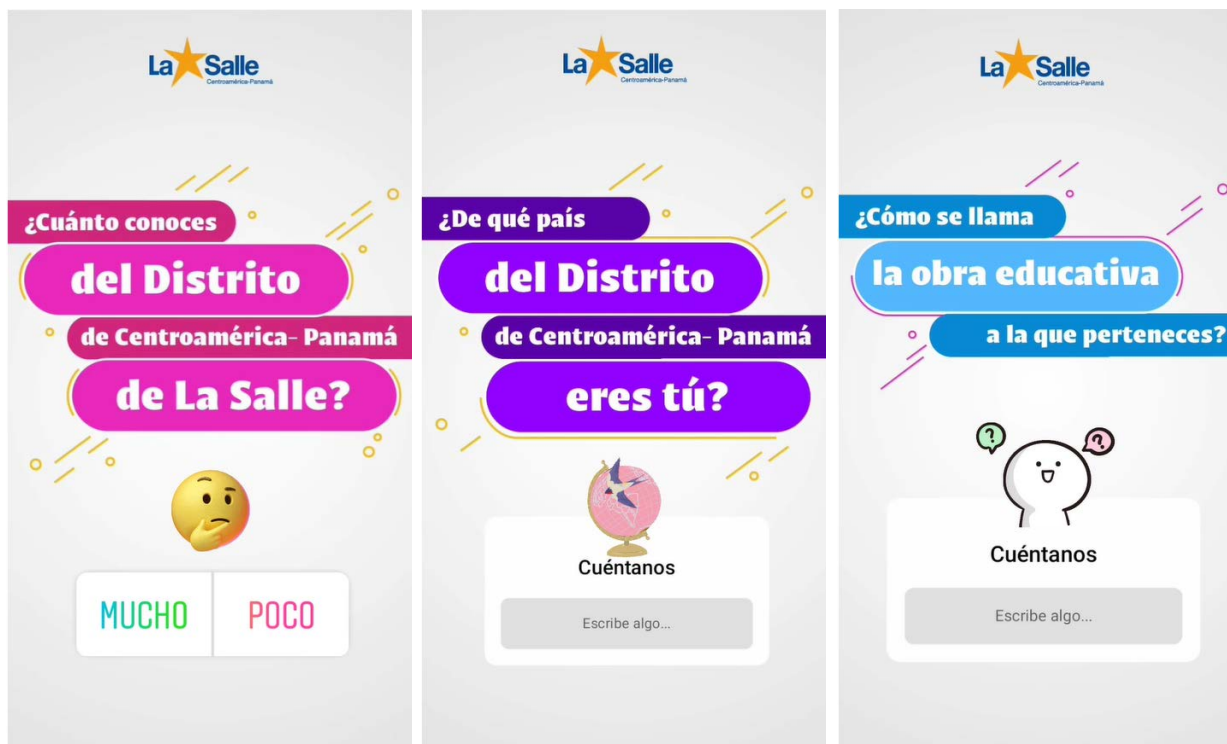 La Salle
Centroamérica-Panamá
¿Cuánto conoces
del Distrito
de Centroamérica- Panamá
de La Salle?
MUCHO
POCO
La Salle
Centroamérica-Panamá
¿De qué país
del Distrito
de Centroamérica- Panamá
eres tú?
Cuéntanos
Escribe algo...
La Salle
Centroamérica-Panamá
¿Cómo se llama
la obra educativa
a la que perteneces?
? ?
Cuéntanos
Escribe algo...